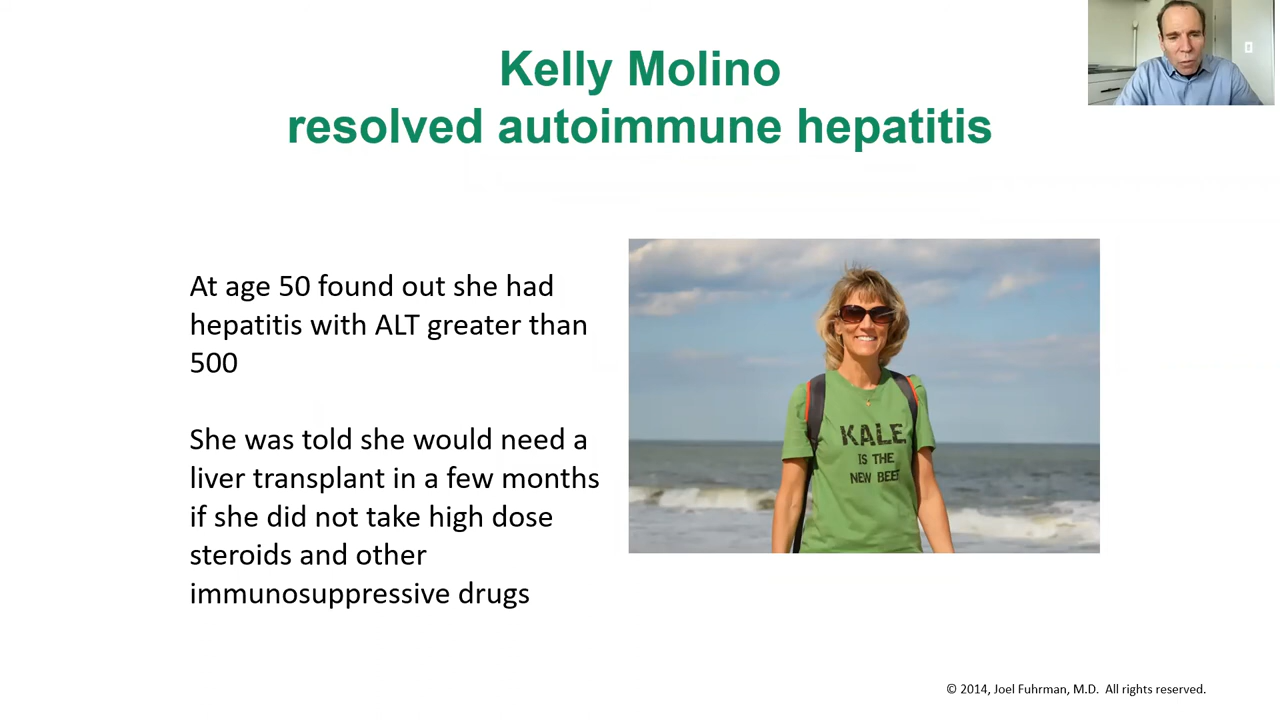 Kelly Molino
resolved autoimmune hepatitis
At age 50 found out she had
hepatitis with ALT greater than
500
She was told she would need a
liver transplant in a few months
if she did not take high dose
steroids and other
immunosuppressive drugs
KALE
IS THE
NEW BEEF
© 2014, Joel Fuhrman, M.D. All rights reserved.